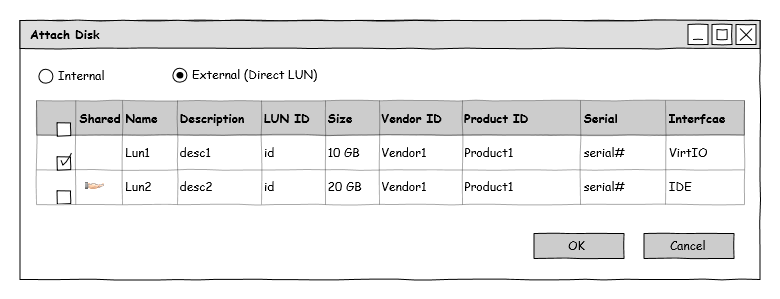 Attach Disk
Internal External (Direct LUN)
Shared Name Description LUN ID Size Vendor ID Product ID Serial Interfcae
Lun1 desc1 id 10 GB Vendor1 Product1 serial# VirtIO
Lun2 desc2 id 20 GB Vendor1 Product1 serial# IDE
OK Cancel